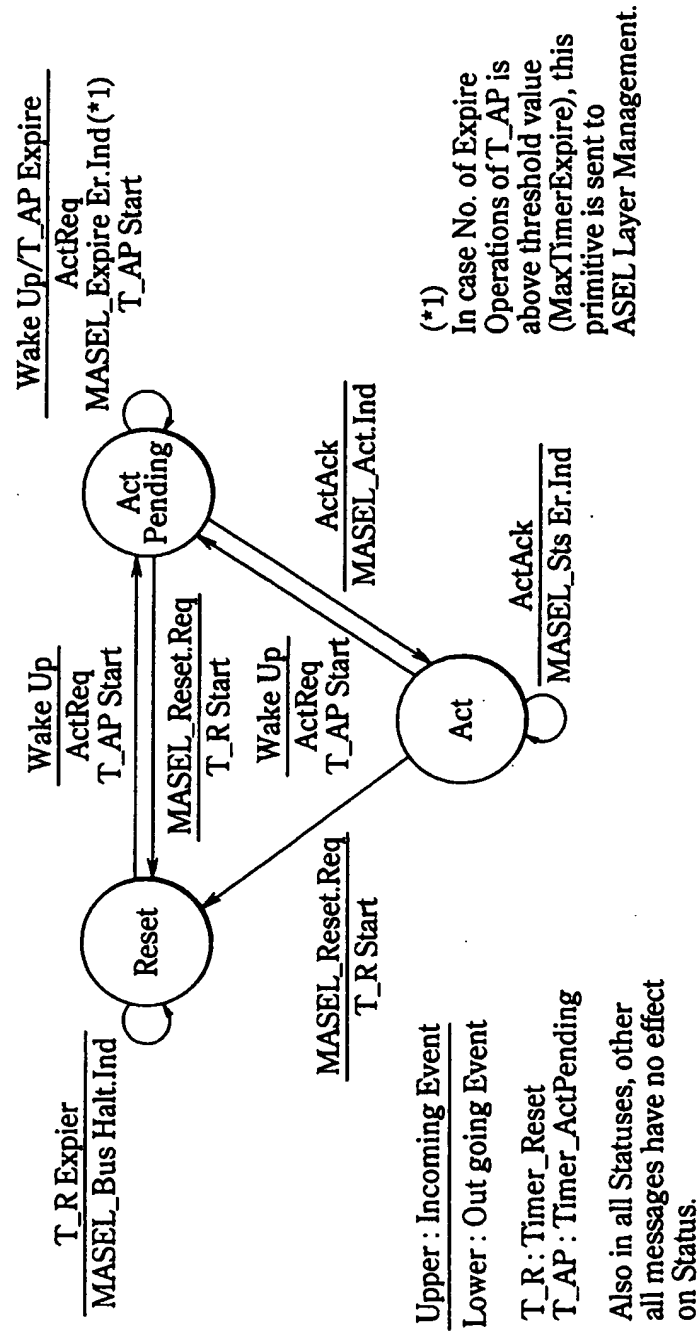 T_R Expier
MASEL_Bus Halt.Ind
Reset
Wake Up
ActReq
T_AP Start
MASEL_Reset.Req
T_R Start
Act
Pending
Wake Up/T_AP Expire
ActReq
MASEL_Expire Er.Ind (*1)
T_AP Start
MASEL_Reset.Req
T_R Start
Wake Up
ActReq
T_AP Start
ActAck
MASEL_Act.Ind
Act
ActAck
MASEL_Sts Er.Ind
Upper : Incoming Event
Lower : Out going Event
T_R : Timer_Reset
T_AP : Timer_ActPending
Also in all Statuses, other
all messages have no effect
on Status.
(*1)
In case No. of Expire
Operations of T_AP is
above threshold value
(MaxTimerExpire), this
primitive is sent to
ASEL Layer Management.